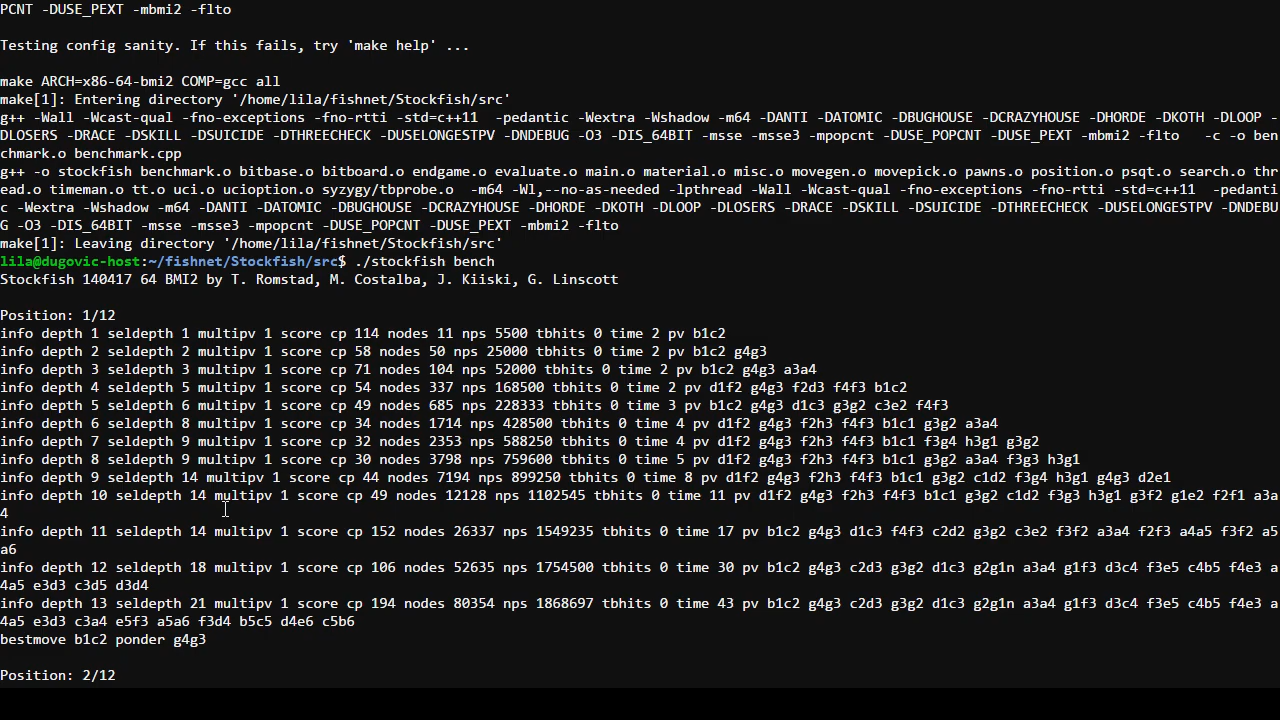 PCNT -DUSE_PEXT -mbmi2 -flto
Testing config sanity. If this fails, try 'make help' ...
make ARCH=x86-64-bmi2 COMP=gcc all
make[1]: Entering directory '/home/lila/fishnet/Stockfish/src'
g++ -Wall -Wcast-qual -fno-exceptions -fno-rtti -std=c++11  -pedantic -Wextra -Wshadow -m64 -DANTI -DATOMIC -DBUGHOUSE -DCRAZYHOUSE -DHORDE -DKOTH -DLOOP -
DLOSERS -DRACE -DSKILL -DSUICIDE -DTHREECHECK -DUSELONGESTPV -DNDEBUG -O3 -DIS_64BIT -msse -msse3 -mpopcnt -DUSE_POPCNT -DUSE_PEXT -mbmi2 -flto   -c -o ben
chmark.o benchmark.cpp
g++ -o stockfish benchmark.o bitbase.o bitboard.o endgame.o evaluate.o main.o material.o misc.o movegen.o movepick.o pawns.o position.o psqt.o search.o thr
ead.o timeman.o tt.o uci.o ucioption.o syzygy/tbprobe.o  -m64 -Wl,--no-as-needed -lpthread -Wall -Wcast-qual -fno-exceptions -fno-rtti -std=c++11  -pedanti
c -Wextra -Wshadow -m64 -DANTI -DATOMIC -DBUGHOUSE -DCRAZYHOUSE -DHORDE -DKOTH -DLOOP -DLOSERS -DRACE -DSKILL -DSUICIDE -DTHREECHECK -DUSELONGESTPV -DNDEBU
G -O3 -DIS_64BIT -msse -msse3 -mpopcnt -DUSE_POPCNT -DUSE_PEXT -mbmi2 -flto
make[1]: Leaving directory '/home/lila/fishnet/Stockfish/src'
lila@dugovic-host:~/fishnet/Stockfish/src$ ./stockfish bench
Stockfish 140417 64 BMI2 by T. Romstad, M. Costalba, J. Kiiski, G. Linscott
Position: 1/12
info depth 1 seldepth 1 multipv 1 score cp 114 nodes 11 nps 5500 tbhits 0 time 2 pv b1c2
info depth 2 seldepth 2 multipv 1 score cp 58 nodes 50 nps 25000 tbhits 0 time 2 pv b1c2 g4g3
info depth 3 seldepth 3 multipv 1 score cp 71 nodes 104 nps 52000 tbhits 0 time 2 pv b1c2 g4g3 a3a4
info depth 4 seldepth 5 multipv 1 score cp 54 nodes 337 nps 168500 tbhits 0 time 2 pv d1f2 g4g3 f2d3 f4f3 b1c2
info depth 5 seldepth 6 multipv 1 score cp 49 nodes 685 nps 228333 tbhits 0 time 3 pv b1c2 g4g3 d1c3 g3g2 c3e2 f4f3
info depth 6 seldepth 8 multipv 1 score cp 34 nodes 1714 nps 428500 tbhits 0 time 4 pv d1f2 g4g3 f2h3 f4f3 b1c1 g3g2 a3a4
info depth 7 seldepth 9 multipv 1 score cp 32 nodes 2353 nps 588250 tbhits 0 time 4 pv d1f2 g4g3 f2h3 f4f3 b1c1 f3g4 h3g1 g3g2
info depth 8 seldepth 9 multipv 1 score cp 30 nodes 3798 nps 759600 tbhits 0 time 5 pv d1f2 g4g3 f2h3 f4f3 b1c2 g3g2 a3a4 f3g3 h3g1
info depth 9 seldepth 14 multipv 1 score cp 44 nodes 7194 nps 899250 tbhits 0 time 8 pv d1f2 g4g3 f2h3 f4f3 b1c1 g3g2 c1d2 f3g4 h3g1 g4g3 d2e1
info depth 10 seldepth 14 multipv 1 score cp 49 nodes 12128 nps 1102545 tbhits 0 time 11 pv d1f2 g4g3 f2h3 f4f3 b1c1 g3g2 c1d2 f3g3 h3g1 g3f2 g1e2 f2f1 a3a
4
info depth 11 seldepth 14 multipv 1 score cp 152 nodes 26337 nps 1549235 tbhits 0 time 17 pv b1c2 g4g3 d1c3 f4f3 c2d2 g3g2 c3e2 f3f2 a3a4 f2f3 a4a5 f3f2 a5
a6
info depth 12 seldepth 18 multipv 1 score cp 106 nodes 52635 nps 1754500 tbhits 0 time 30 pv b1c2 g4g3 c2d3 g3g2 d1c3 g2g1n a3a4 g1f3 d3c4 f3e5 c4b5 f4e3 a
4a5 e3d3 c3d5 d3d4
info depth 13 seldepth 21 multipv 1 score cp 194 nodes 80354 nps 1868697 tbhits 0 time 43 pv b1c2 g4g3 c2d3 g3g2 d1c3 g2g1n a3a4 g1f3 d3c4 f3e5 c4b5 f4e3 a
4a5 e3d3 c3a4 e5f3 a5a6 f3d4 b5c5 d4e6 c5b6
bestmove b1c2 ponder g4g3
Position: 2/12